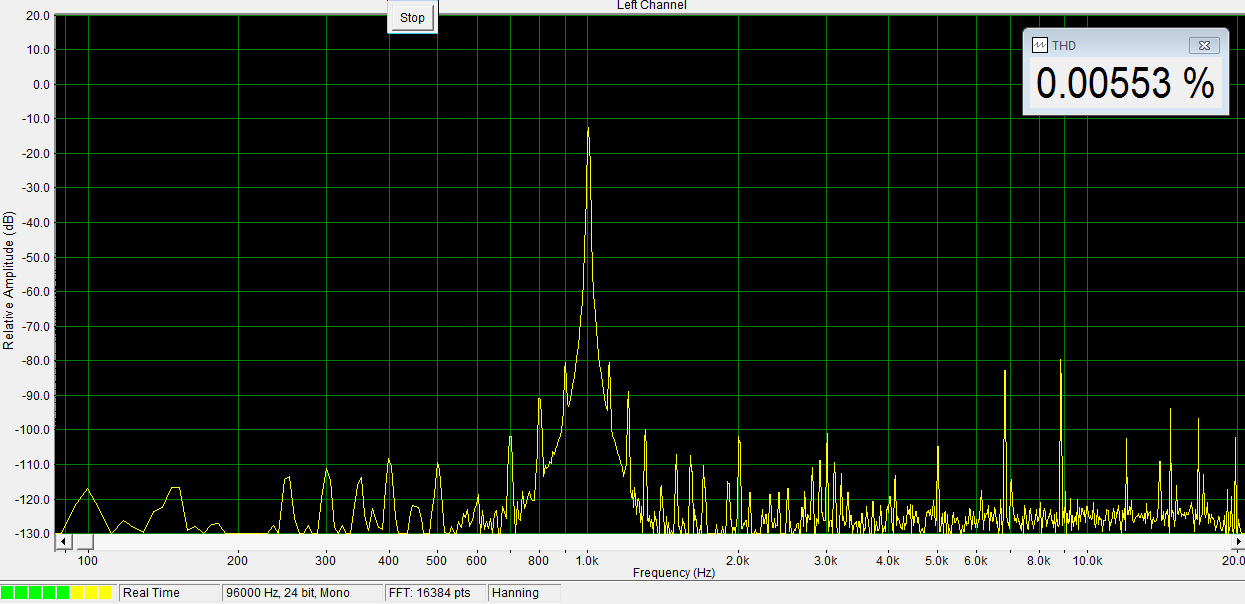 Left Channel
Stop
THD
0.00553 %
20.0
10.0
0.0
-10.0
-20.0
-30.0
-40.0
-50.0
-60.0
-70.0
-80.0
-90.0
-100.0
-110.0
-120.0
-130.0
Relative Amplitude (dB)
100 200 300 400 500 600 800 1.0k 2.0k 3.0k 4.0k 5.0k 6.0k 8.0k 10.0k 20.0
Frequency (Hz)
Real Time 96000 Hz, 24 bit, Mono FFT: 16384 pts Hanning